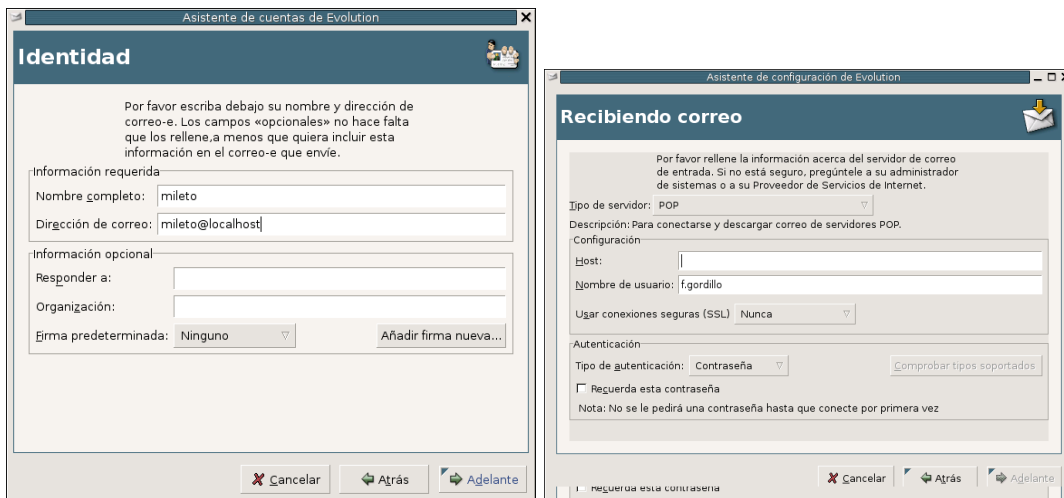 Asistente de cuentas de Evolution
Identidad
Por favor escriba debajo su nombre y dirección de
correo-e. Los campos «opcionales» no hace falta
que los rellene,a menos que quiera incluir esta
información en el correo-e que envíe.
Información requerida
Nombre completo: mileto
Dirección de correo: mileto@localhost
Información opcional
Responder a:
Organización:
Firma predeterminada: Ninguno Añadir firma nueva...
Cancelar Atrás Adelante
Asistente de configuración de Evolution
Recibiendo correo
Por favor rellene la información acerca del servidor de correo
de entrada. Si no está seguro, pregúntele a su administrador
de sistemas o a su Proveedor de Servicios de Internet.
Tipo de servidor: POP
Descripción: Para conectarse y descargar correo de servidores POP.
Configuración
Host:
Nombre de usuario: f.gordillo
Usar conexiones seguras (SSL) Nunca
Autenticación
Tipo de autenticación: Contraseña Comprobar tipos soportados
Recuerda esta contraseña
Nota: No se le pedirá una contraseña hasta que conecte por primera vez
Cancelar Atrás Adelante
Recuerda esta contraseña